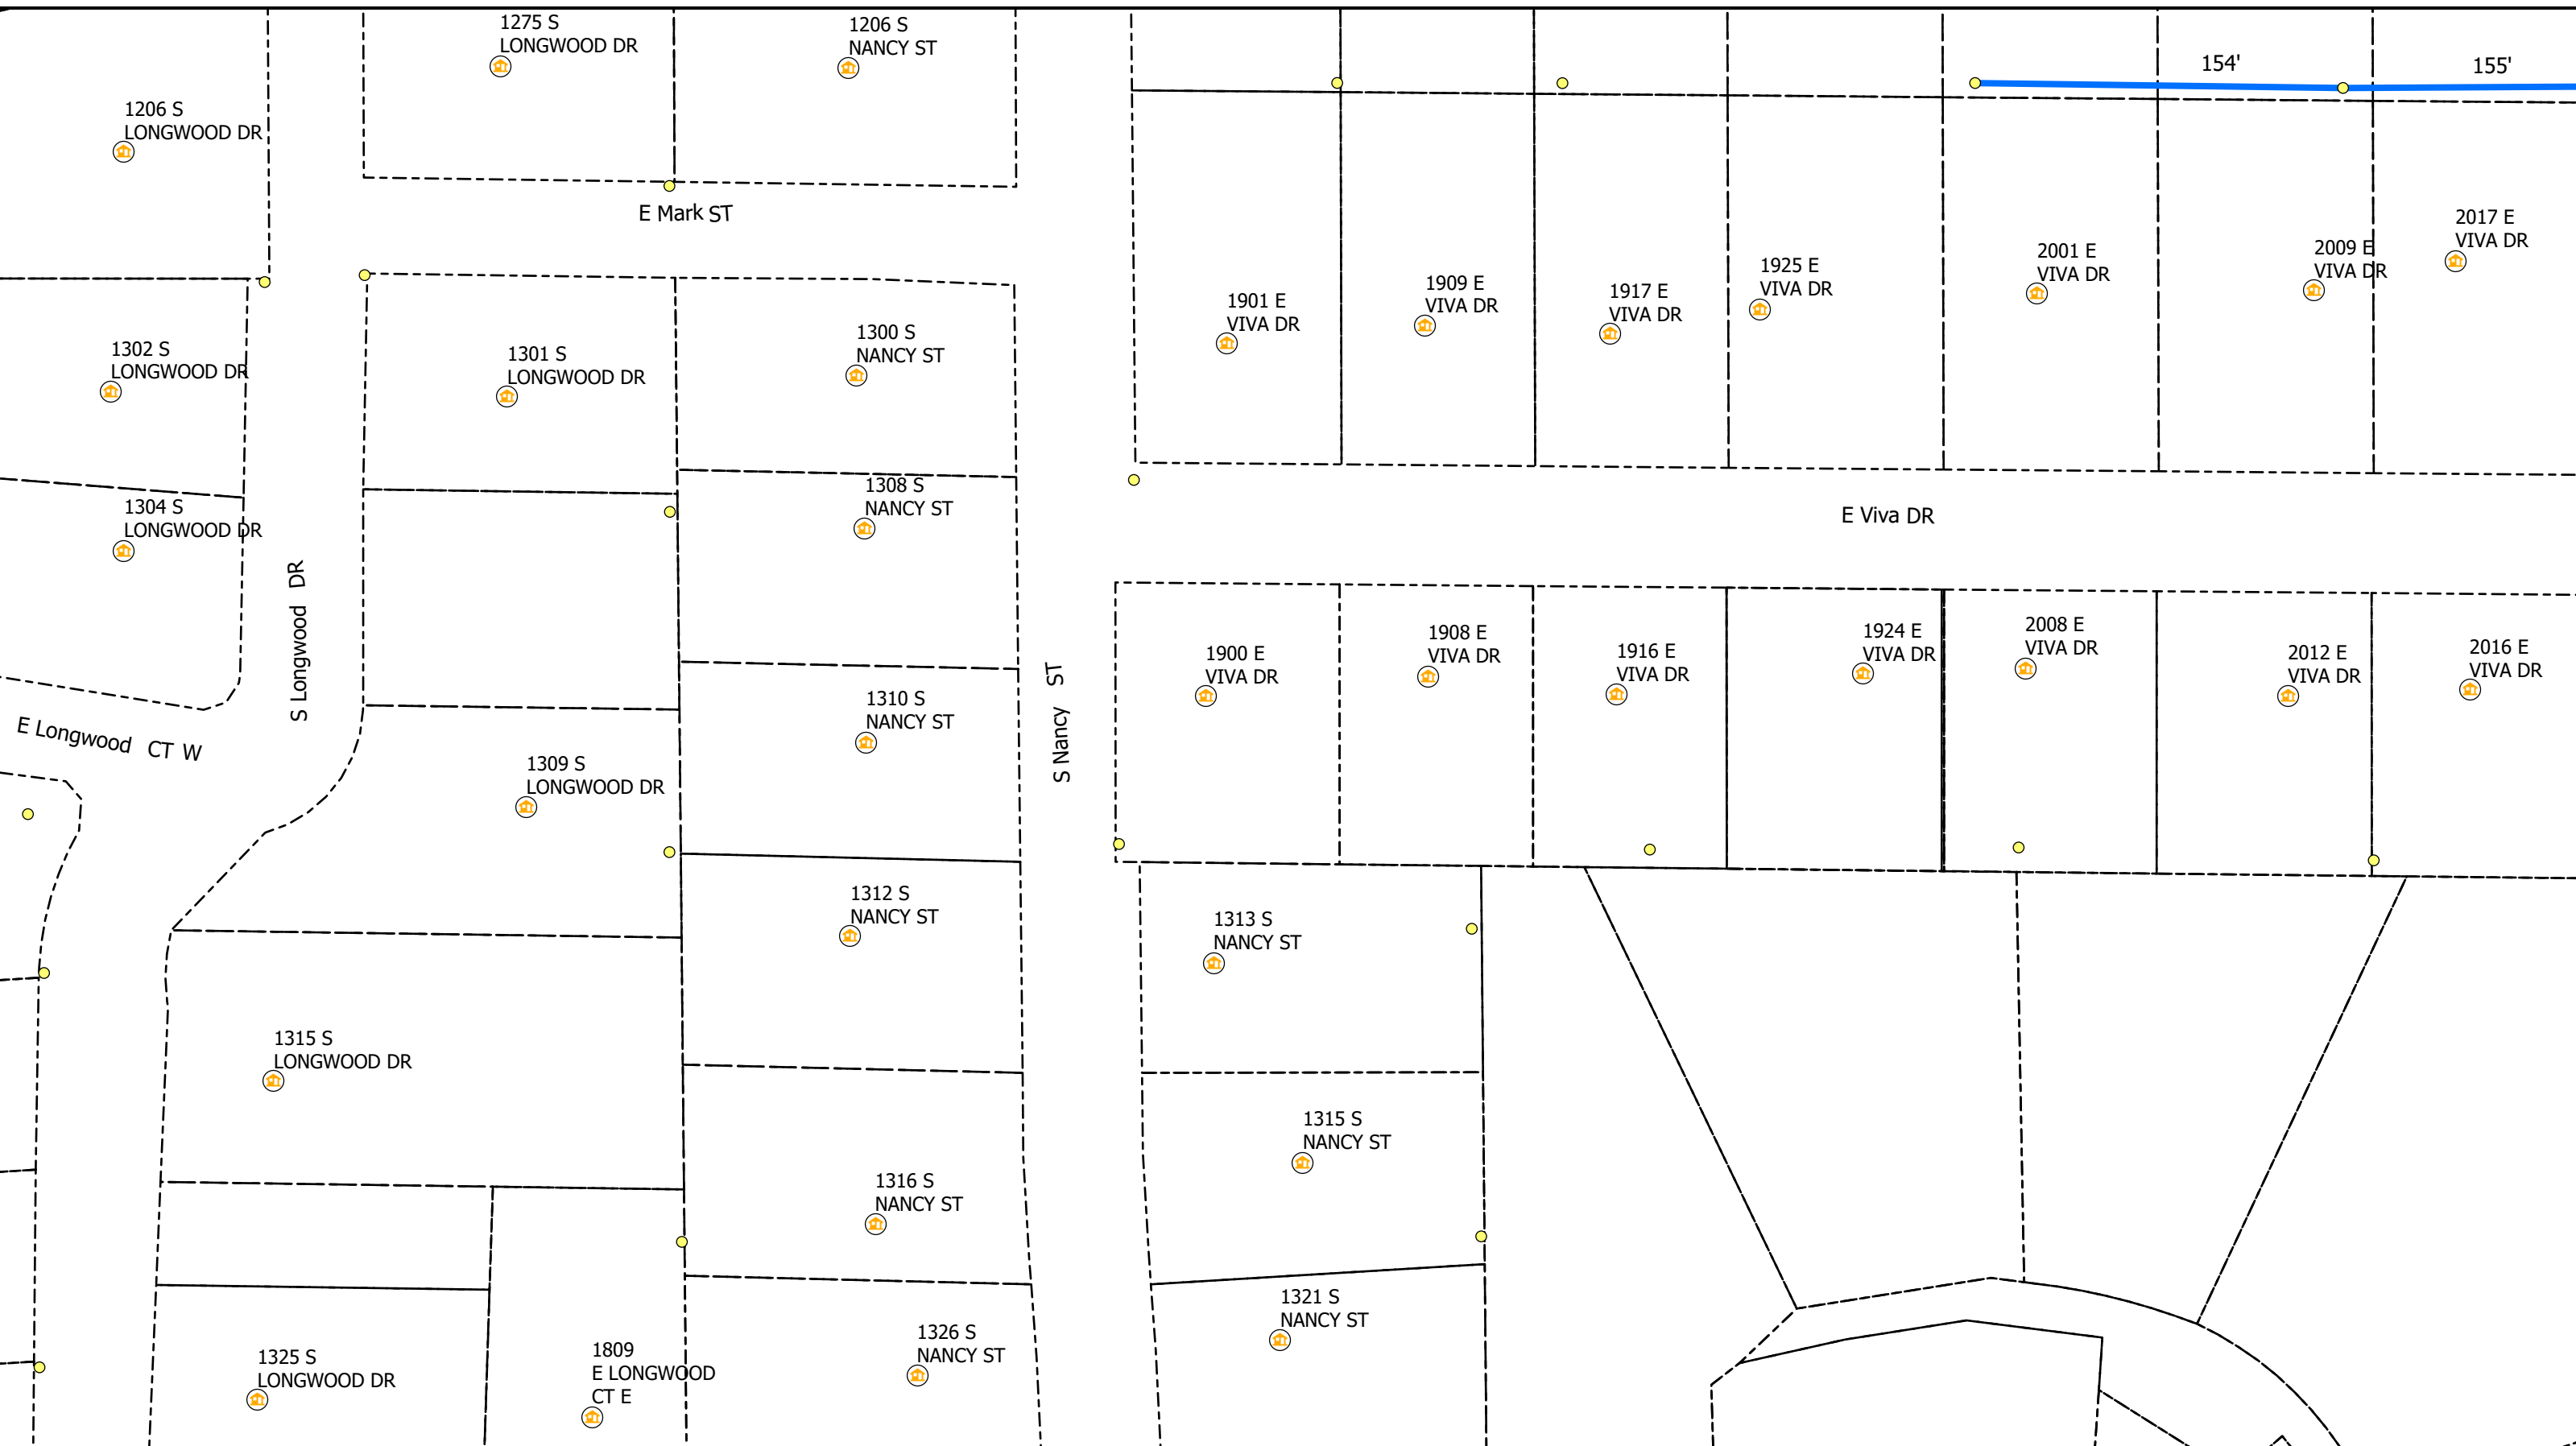 1275 S
LONGWOOD DR
1206 S
NANCY ST
154'
155'
1206 S
LONGWOOD DR
E Mark ST
2017 E
VIVA DR
2009 E
VIVA DR
2001 E
VIVA DR
1925 E
VIVA DR
1909 E
VIVA DR
1917 E
VIVA DR
1901 E
VIVA DR
1302 S
LONGWOOD DR
1301 S
LONGWOOD DR
1300 S
NANCY ST
1308 S
NANCY ST
1304 S
LONGWOOD DR
E Viva DR
S Longwood DR
S Nancy ST
1900 E
VIVA DR
1908 E
VIVA DR
1916 E
VIVA DR
1924 E
VIVA DR
2008 E
VIVA DR
2012 E
VIVA DR
2016 E
VIVA DR
1310 S
NANCY ST
E Longwood CT W
1309 S
LONGWOOD DR
1312 S
NANCY ST
1313 S
NANCY ST
1315 S
LONGWOOD DR
1315 S
NANCY ST
1316 S
NANCY ST
1321 S
NANCY ST
1326 S
NANCY ST
1325 S
LONGWOOD DR
1809
E LONGWOOD
CT E